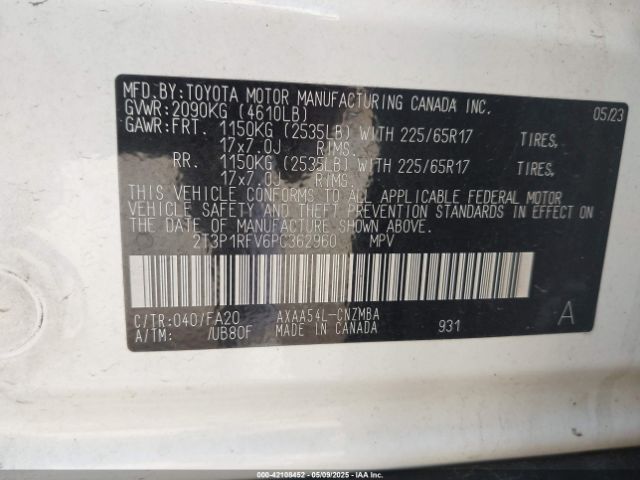 MFD.BY:TOYOTA MOTOR MANUFACTURING CANADA INC.
GVWR:2090KG (4610LB) 05/23
GAWR:FRT. 1150KG (2535LB) WITH 225/65R17 TIRES,
17x7.0J RIMS.
RR. 1150KG (2535LB) WITH 225/65R17 TIRES,
17x7.0J RIMS.
THIS VEHICLE CONFORMS TO ALL APPLICABLE FEDERAL MOTOR
VEHICLE SAFETY AND THEFT PREVENTION STANDARDS IN EFFECT ON
THE DATE OF MANUFACTURE SHOWN ABOVE.
2T3P1RFV6PC362960 MPV
C/TR:040/FA20 AXAA54L-CNZMBA A
A/TM: /UB80F MADE IN CANADA 931
000-42108452 — 05/09/2025 — IAAI.com